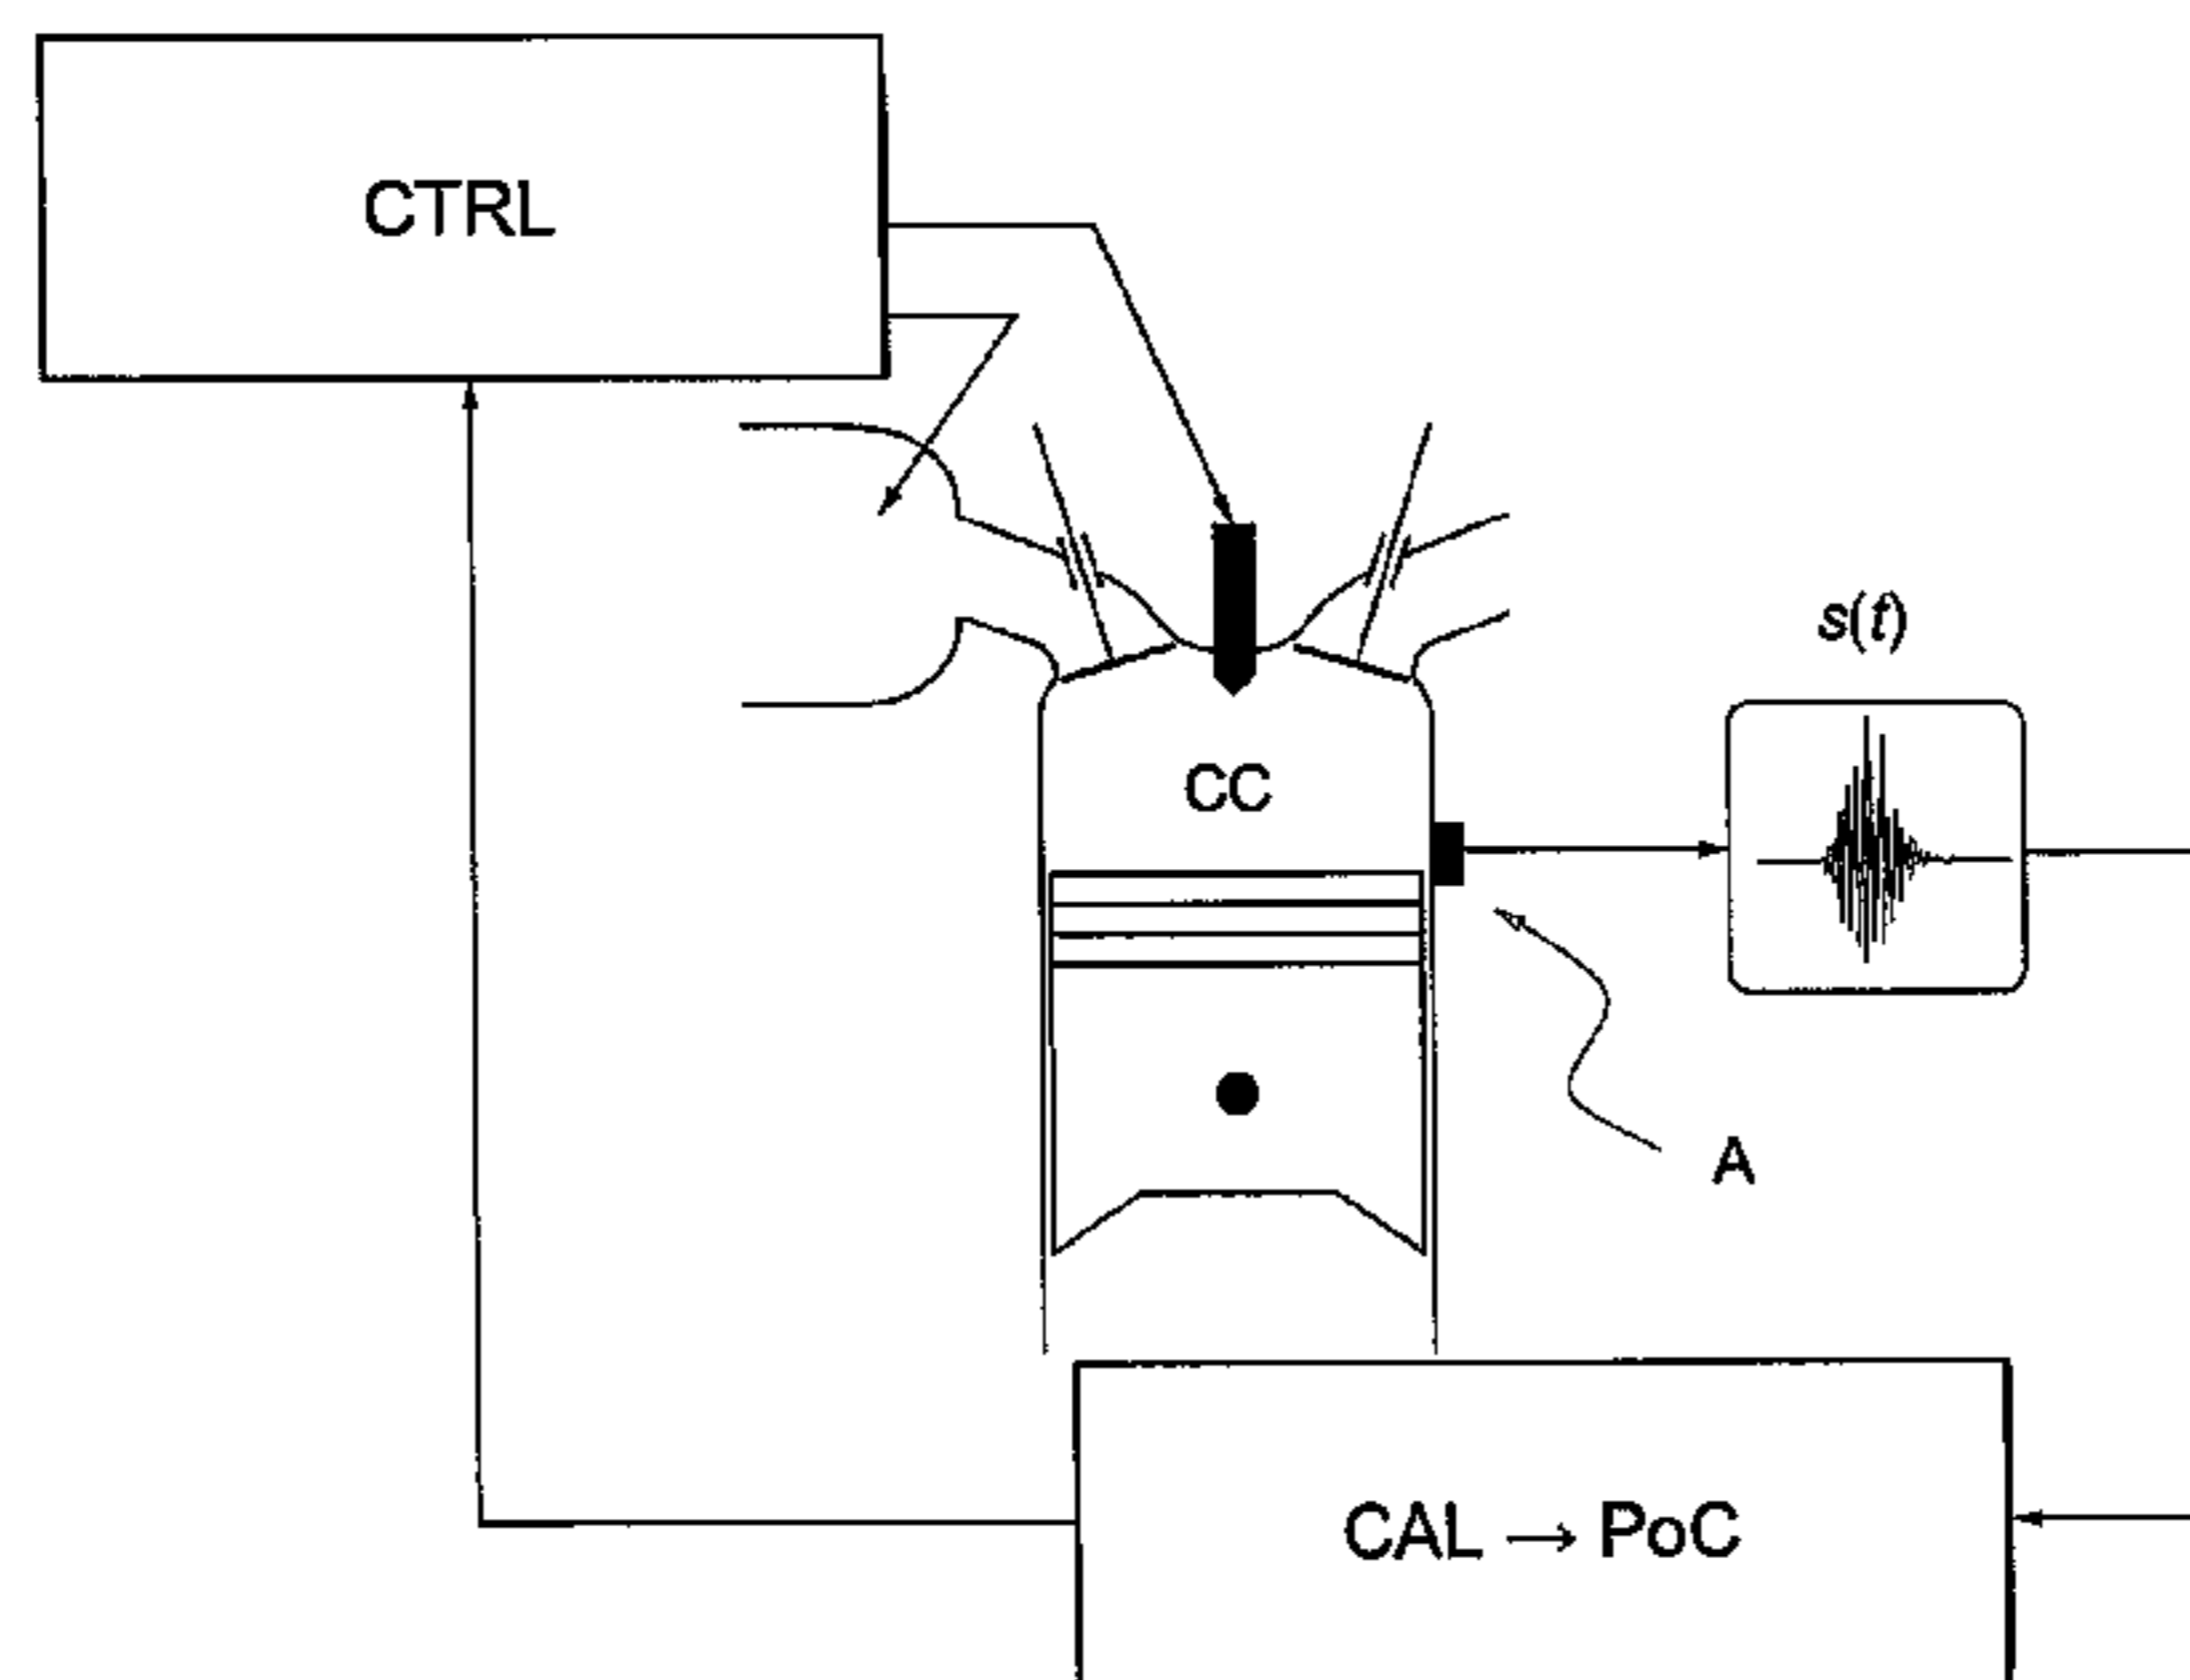 CTRL
s(t)
CC
A
CAL → PoC